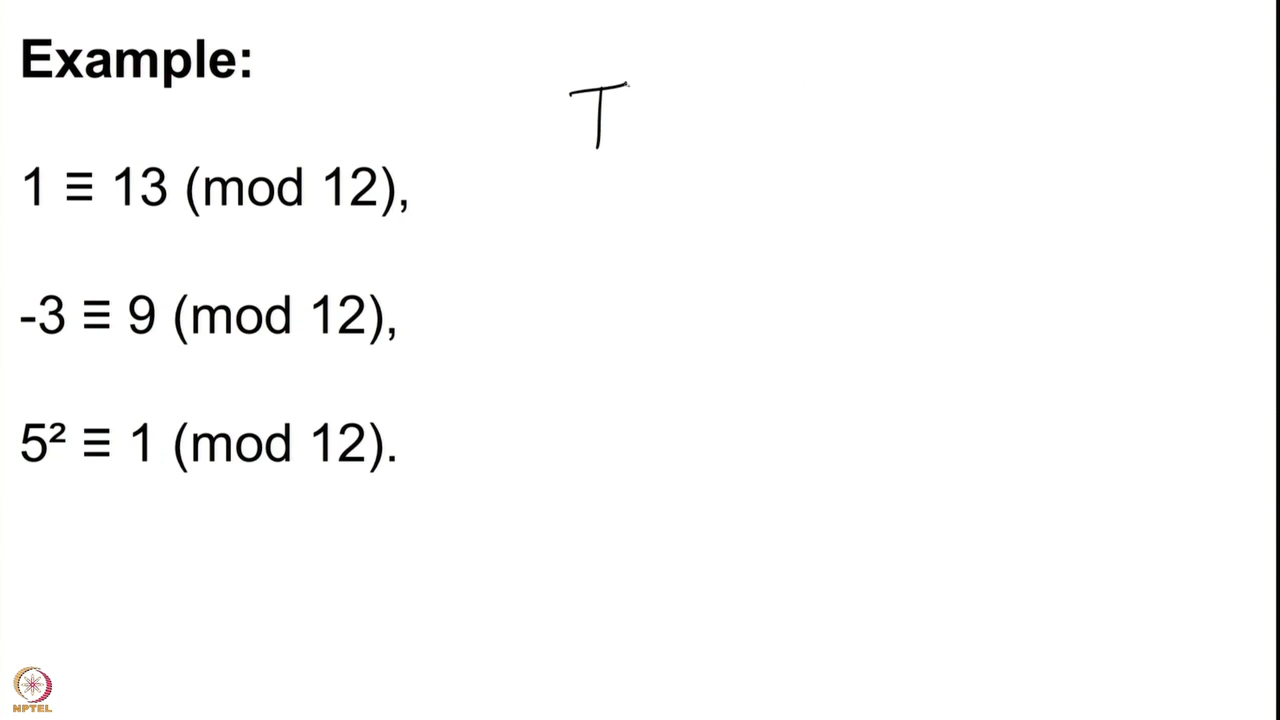 Example:
T
1 ≡ 13 (mod 12),
-3 ≡ 9 (mod 12),
5² ≡ 1 (mod 12).
NPTEL